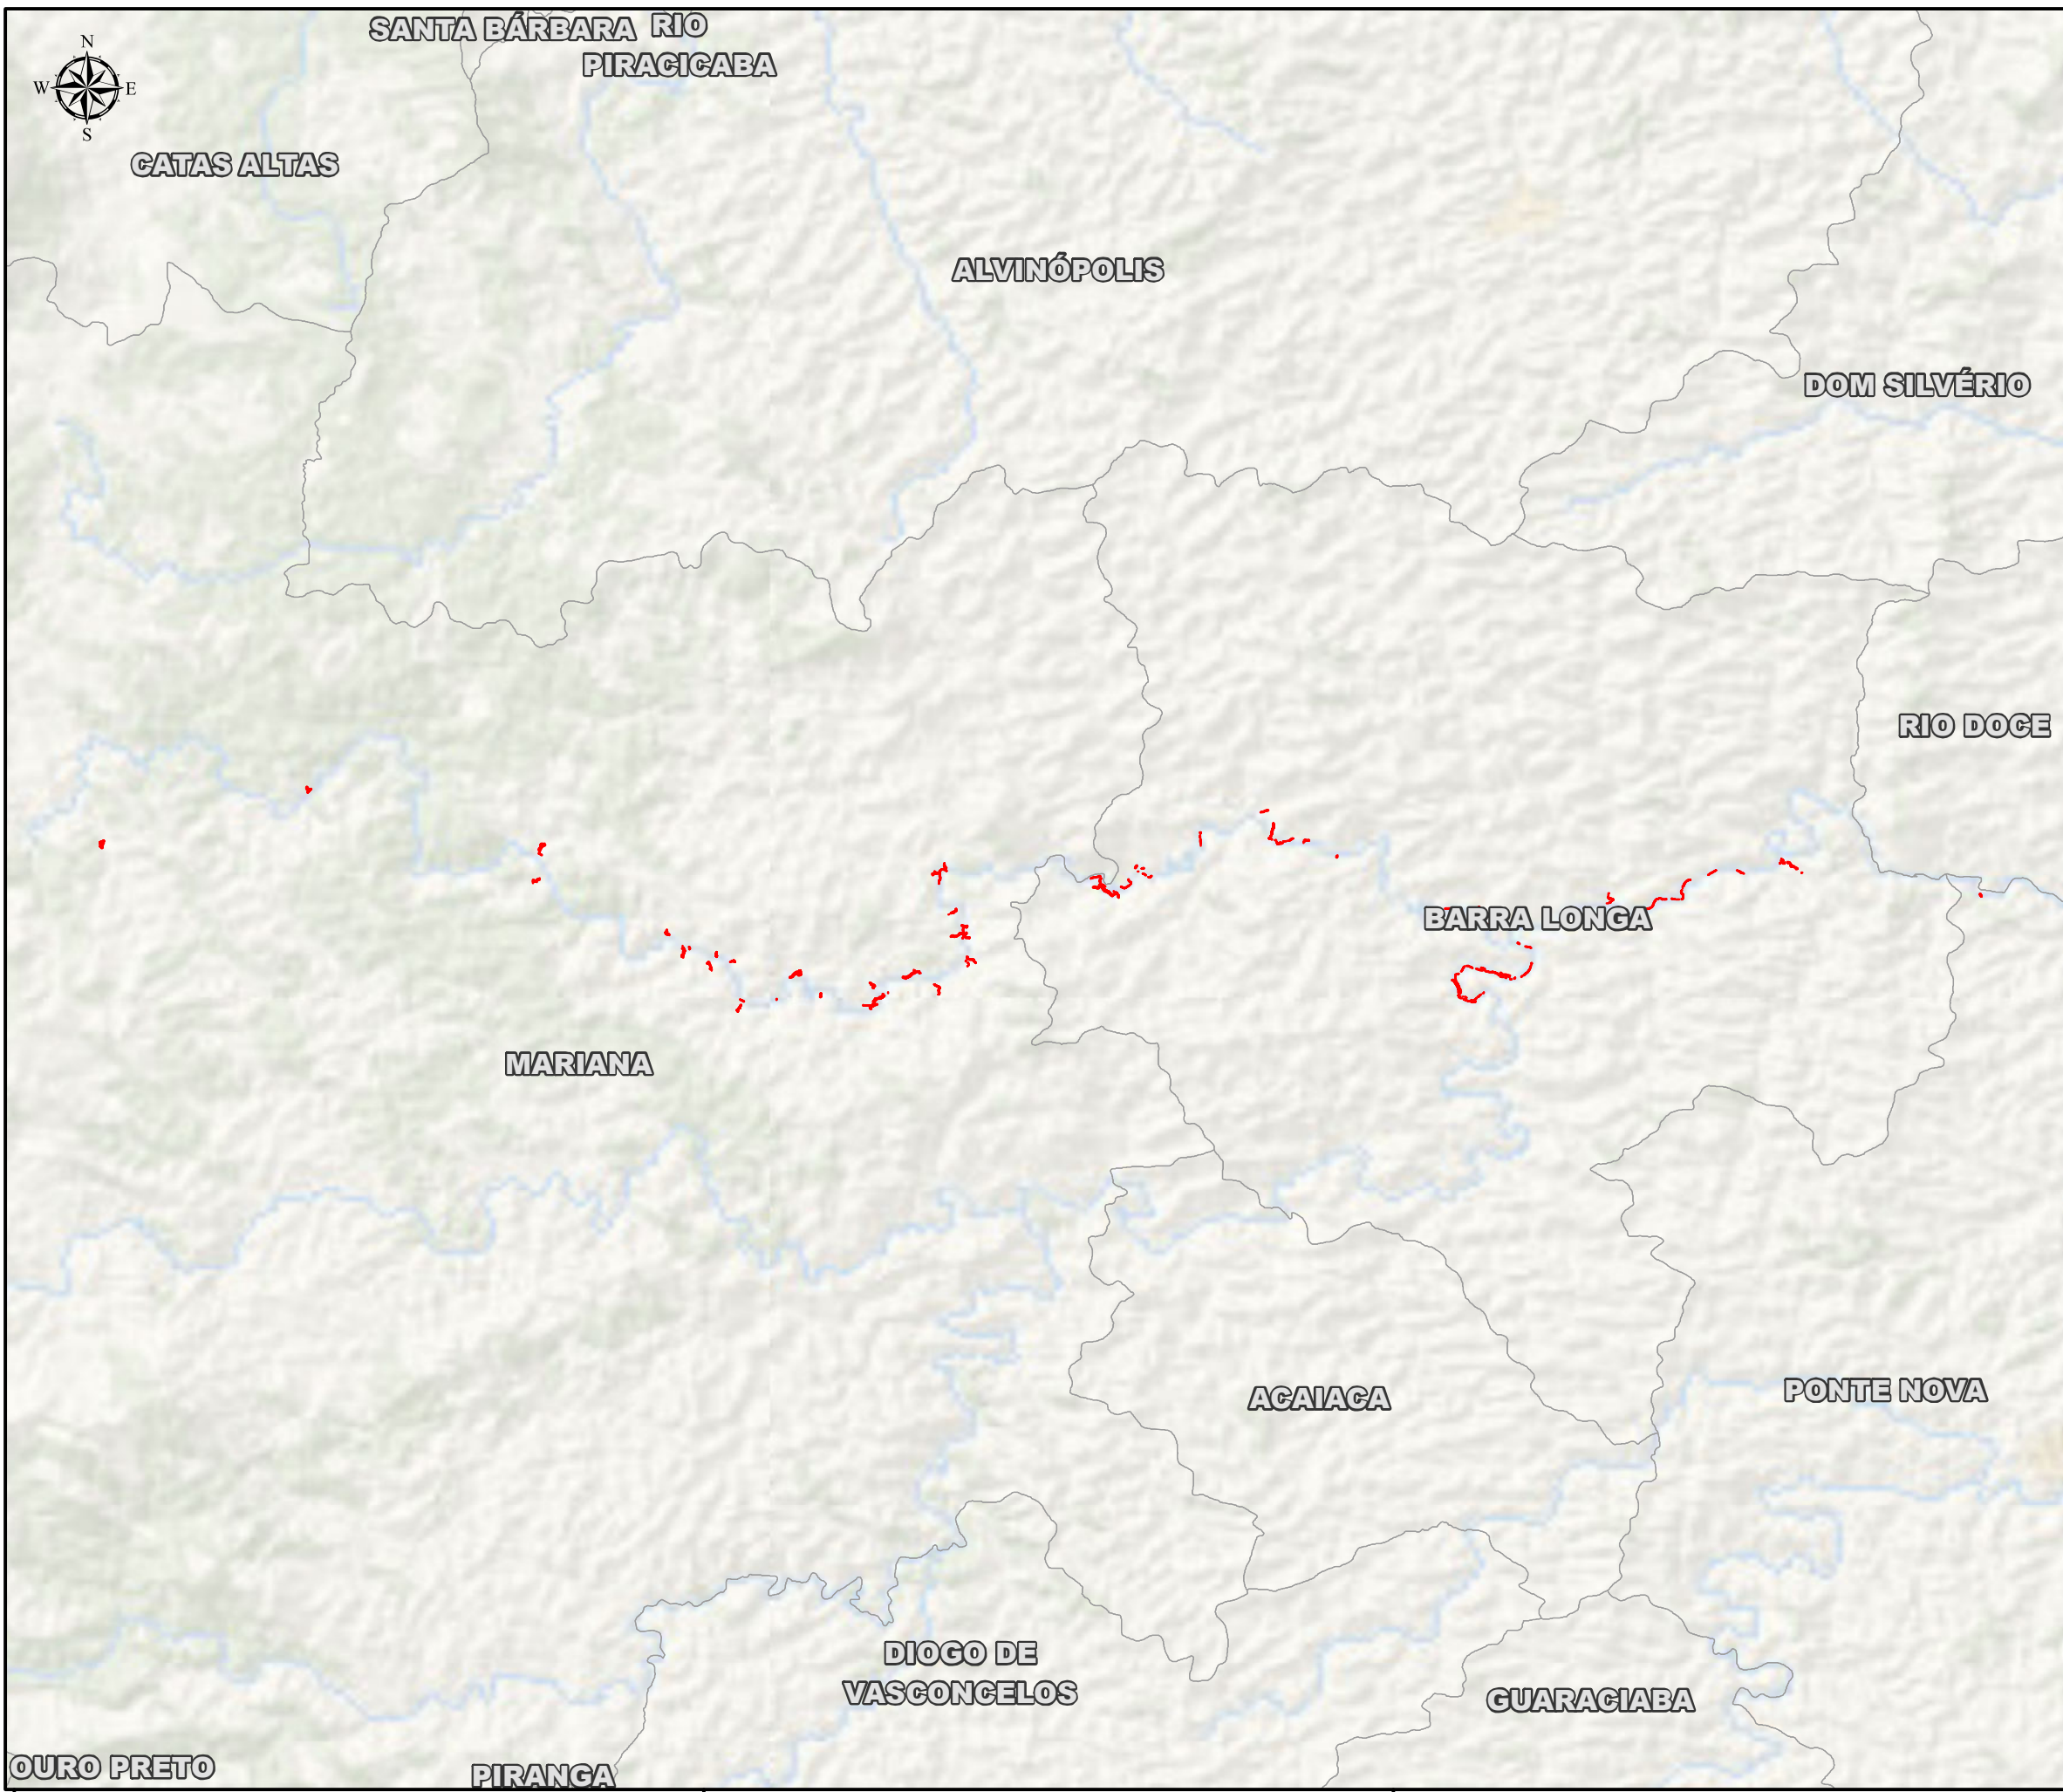 SANTA BÁRBARA
RIO
PIRACICABA
N
W
E
S
CATAS ALTAS
ALVINÓPOLIS
DOM SILVÉRIO
RIO DOCE
BARRA LONGA
MARIANA
ACAIACA
PONTE NOVA
DIOGO DE
VASCONCELOS
GUARACIABA
OURO PRETO
PIRANGA